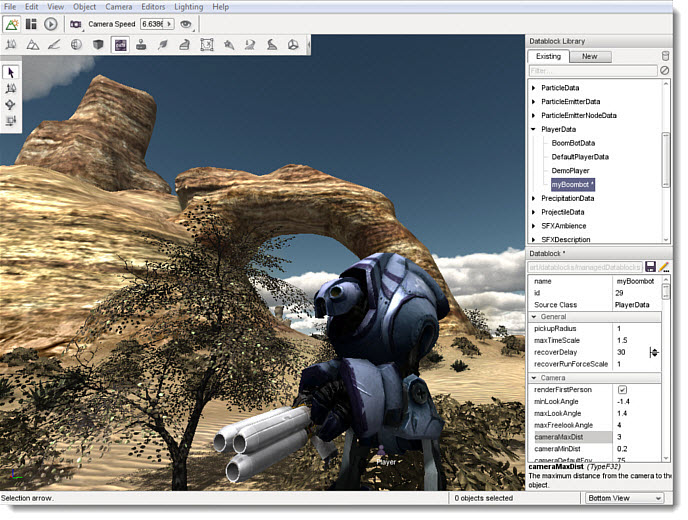 File Edit View Object Camera Editors Lighting Help
Camera Speed 6.6386
Datablock Library
Existing New
Filter...
ParticleData
ParticleEmitterData
ParticleEmitterNodeData
PlayerData
BoomBotData
DefaultPlayerData
DemoPlayer
myBoombot *
PrecipitationData
ProjectileData
SFXAmbience
SFXDescription
Datablock *
art/datablocks/managedDatablocks
name myBoombot
id 29
Source Class PlayerData
General
pickupRadius 1
maxTimeScale 1.5
recoverDelay 30
recoverRunForceScale 1
Camera
renderFirstPerson
minLookAngle -1.4
maxLookAngle 1.4
maxFreelookAngle 4
cameraMaxDist 3
cameraMinDist 0.2
cameraDefaultFov 75
cameraMaxDist (TypeF32)
The maximum distance from the camera to the
object.
Player
Selection arrow. 0 objects selected Bottom View